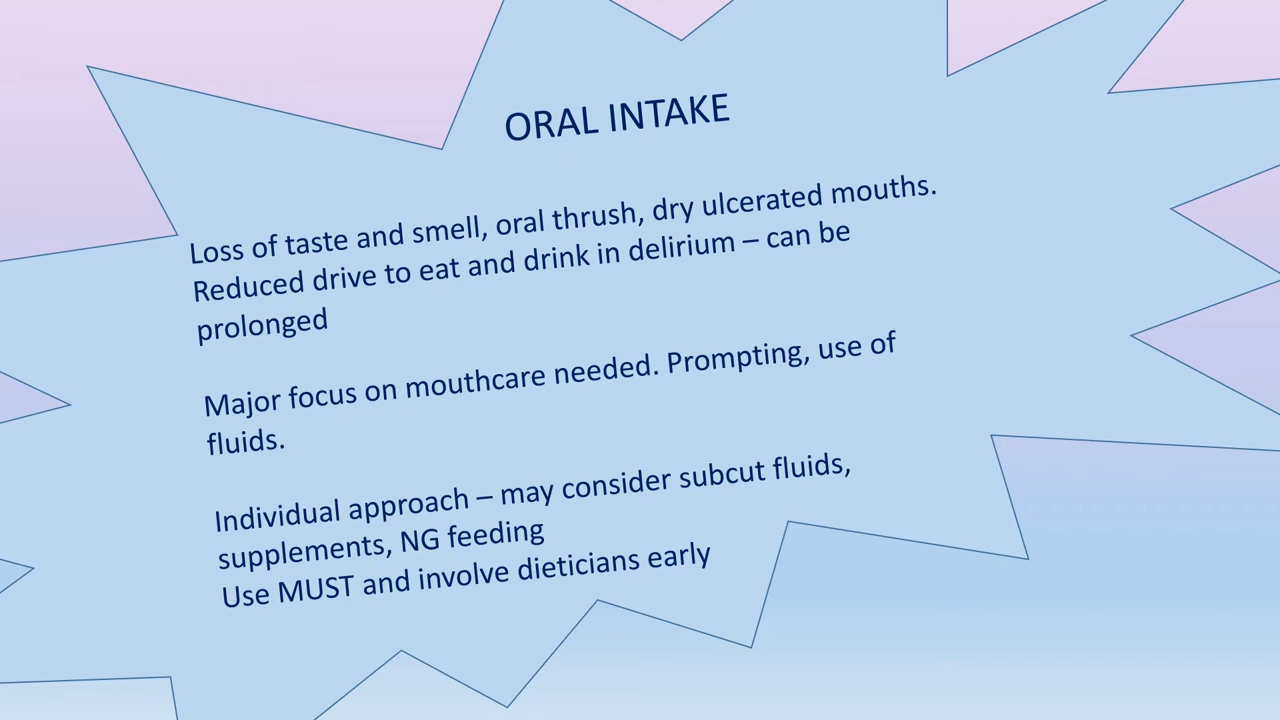 ORAL INTAKE
Loss of taste and smell, oral thrush, dry ulcerated mouths.
Reduced drive to eat and drink in delirium – can be
prolonged
Major focus on mouthcare needed. Prompting, use of
fluids.
Individual approach – may consider subcut fluids,
supplements, NG feeding
Use MUST and involve dieticians early